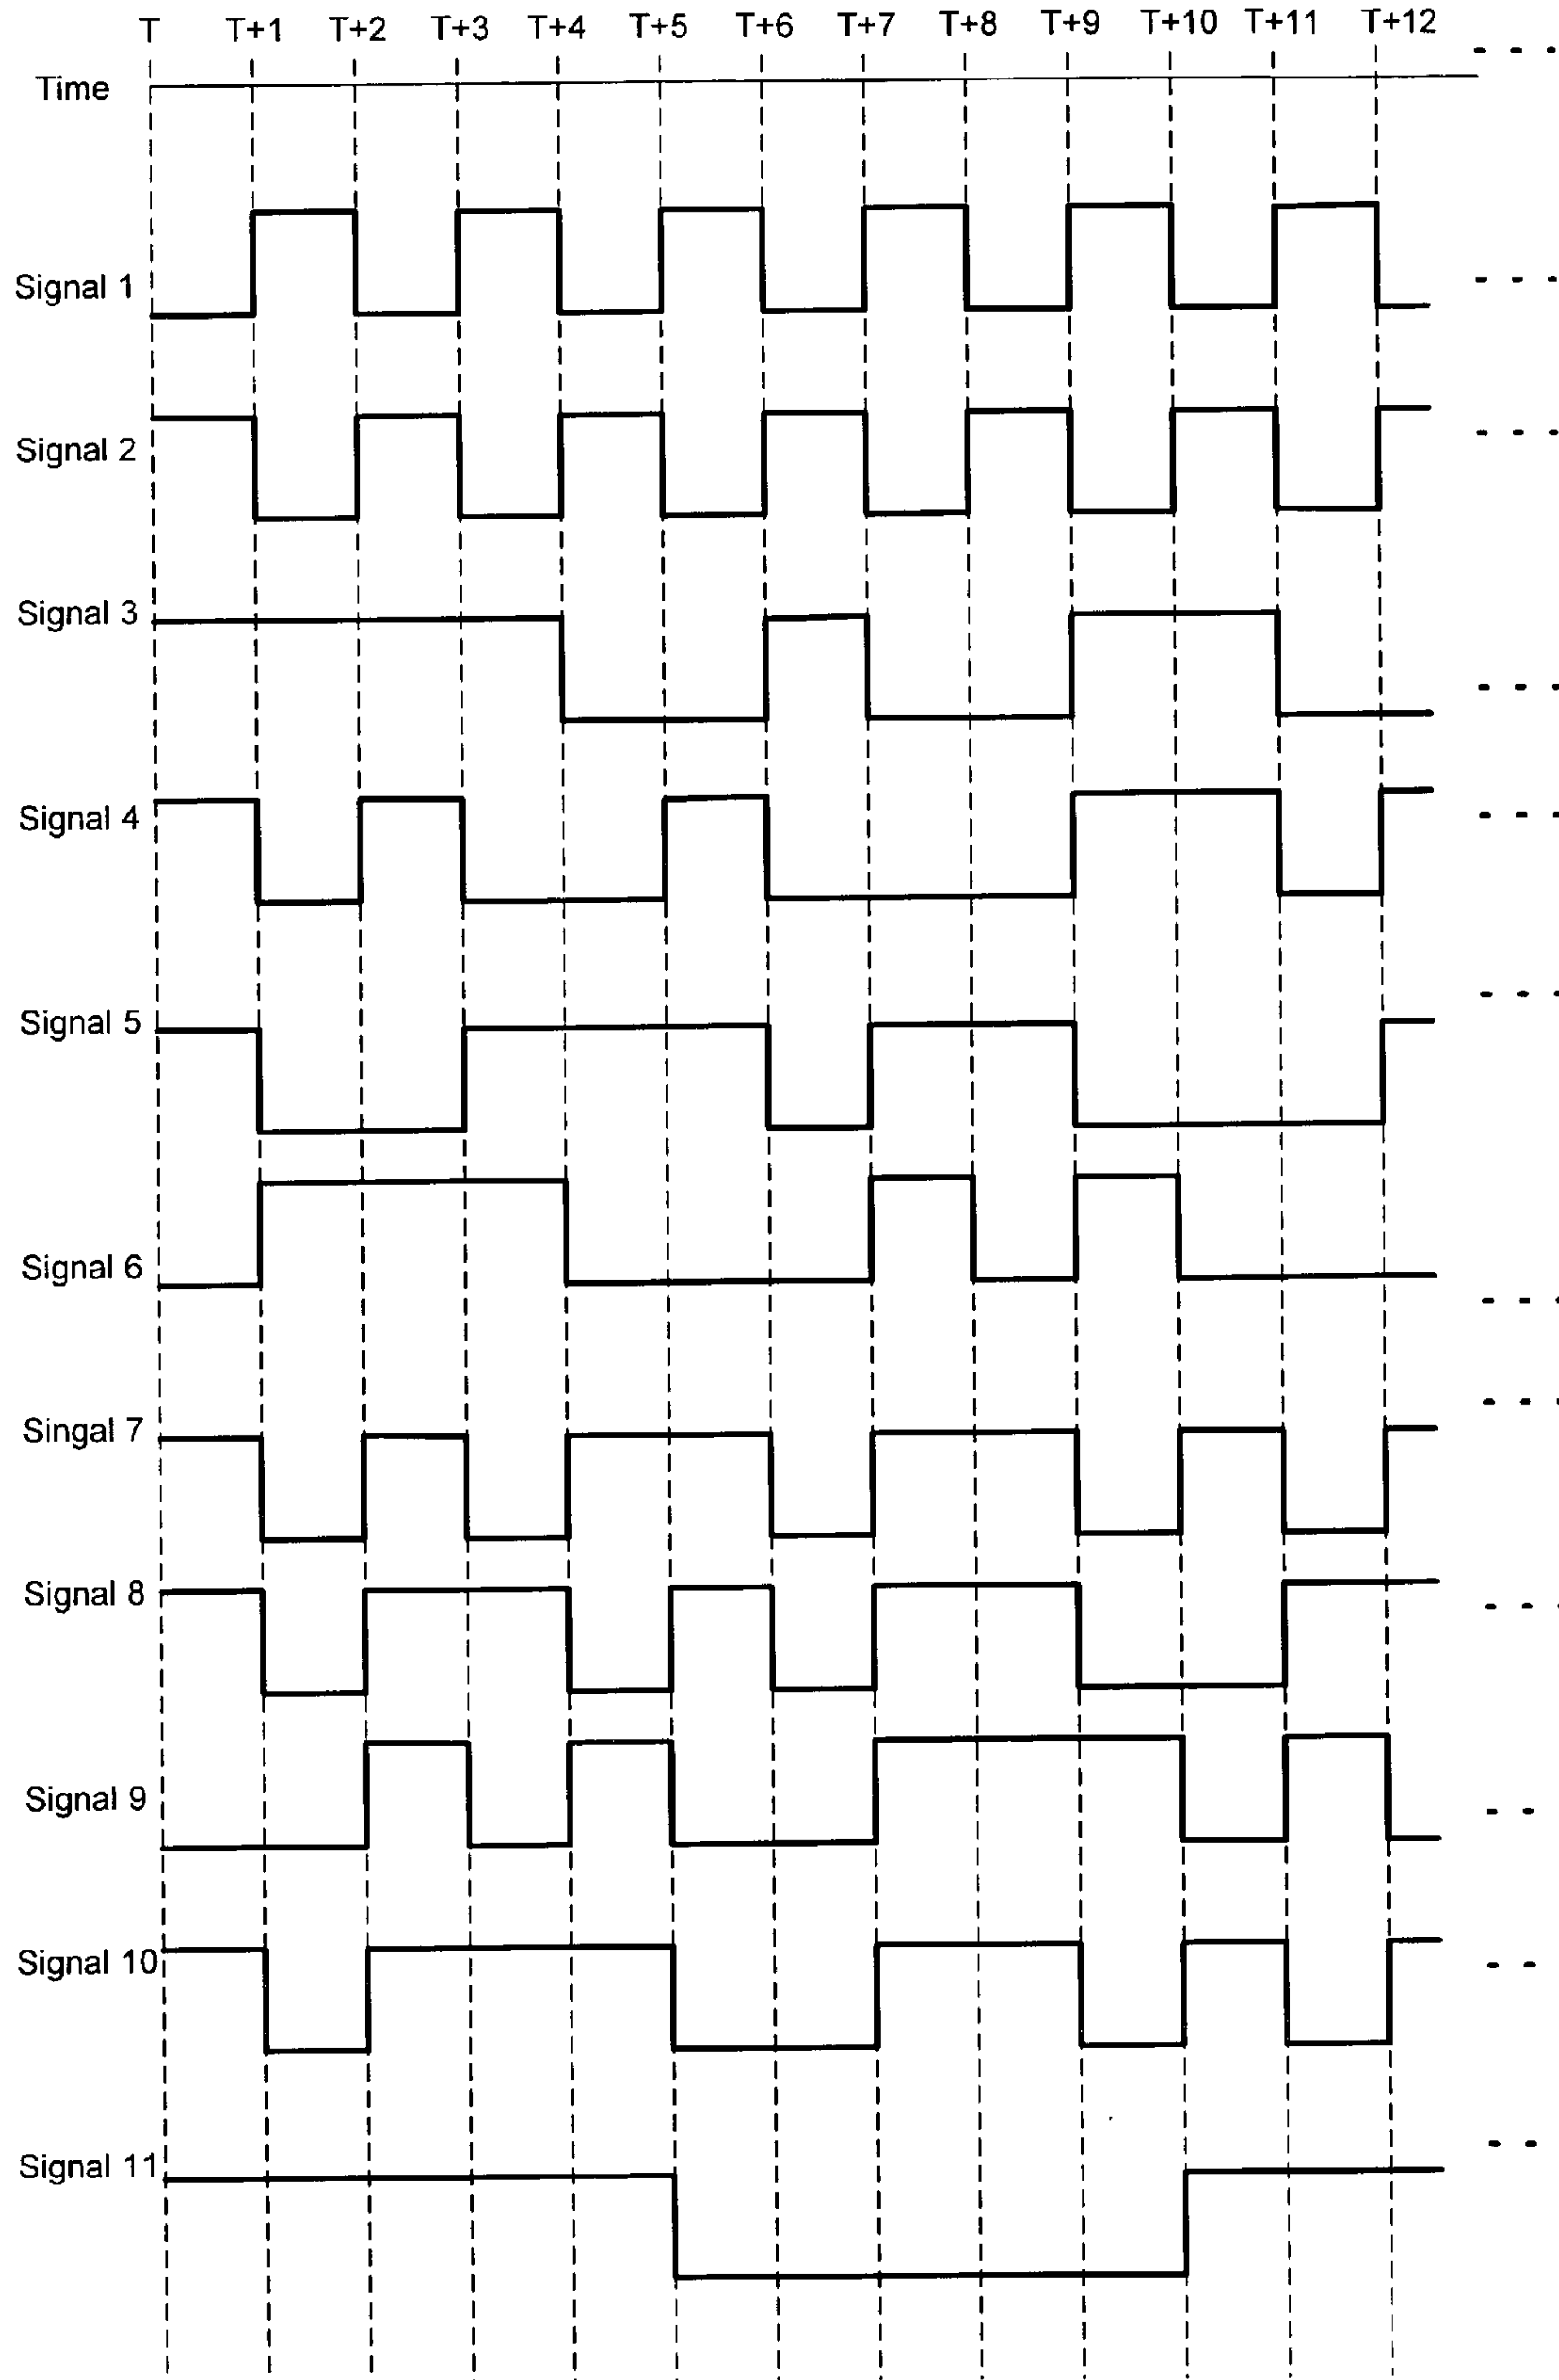 T T+1 T+2 T+3 T+4 T+5 T+6 T+7 T+8 T+9 T+10 T+11 T+12
Time
Signal 1
Signal 2
Signal 3
Signal 4
Signal 5
Signal 6
Singal 7
Signal 8
Signal 9
Signal 10
Signal 11